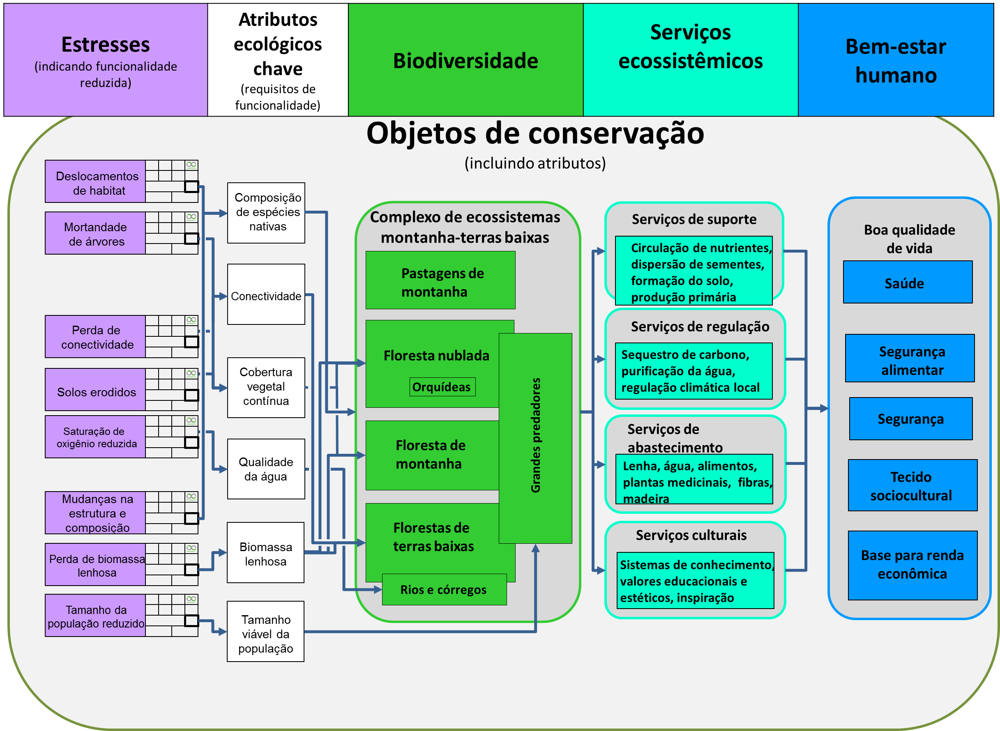 Estresses
(indicando funcionalidade
reduzida)
Atributos
ecológicos
chave
(requisitos de
funcionalidade)
Biodiversidade
Serviços
ecossistêmicos
Bem-estar
humano
Objetos de conservação
(incluindo atributos)
Deslocamentos
de habitat
Mortandade
de árvores
Perda de
conectividade
Solos erodidos
Saturação de
oxigênio reduzida
Mudanças na
estrutura e
composição
Perda de biomassa
lenhosa
Tamanho da
população reduzido
Composição
de espécies
nativas
Conectividade
Cobertura
vegetal
contínua
Qualidade
da água
Biomassa
lenhosa
Tamanho
viável da
população
Complexo de ecossistemas
montanha-terras baixas
Pastagens de
montanha
Floresta nublada
Orquídeas
Floresta de
montanha
Florestas de
terras baixas
Rios e córregos
Grandes predadores
Serviços de suporte
Circulação de nutrientes,
dispersão de sementes,
formação do solo,
produção primária
Serviços de regulação
Sequestro de carbono,
purificação da água,
regulação climática local
Serviços de
abastecimento
Lenha, água, alimentos,
plantas medicinais, fibras,
madeira
Serviços culturais
Sistemas de conhecimento,
valores educacionais e
estéticos, inspiração
Boa qualidade
de vida
Saúde
Segurança
alimentar
Segurança
Tecido
sociocultural
Base para renda
econômica